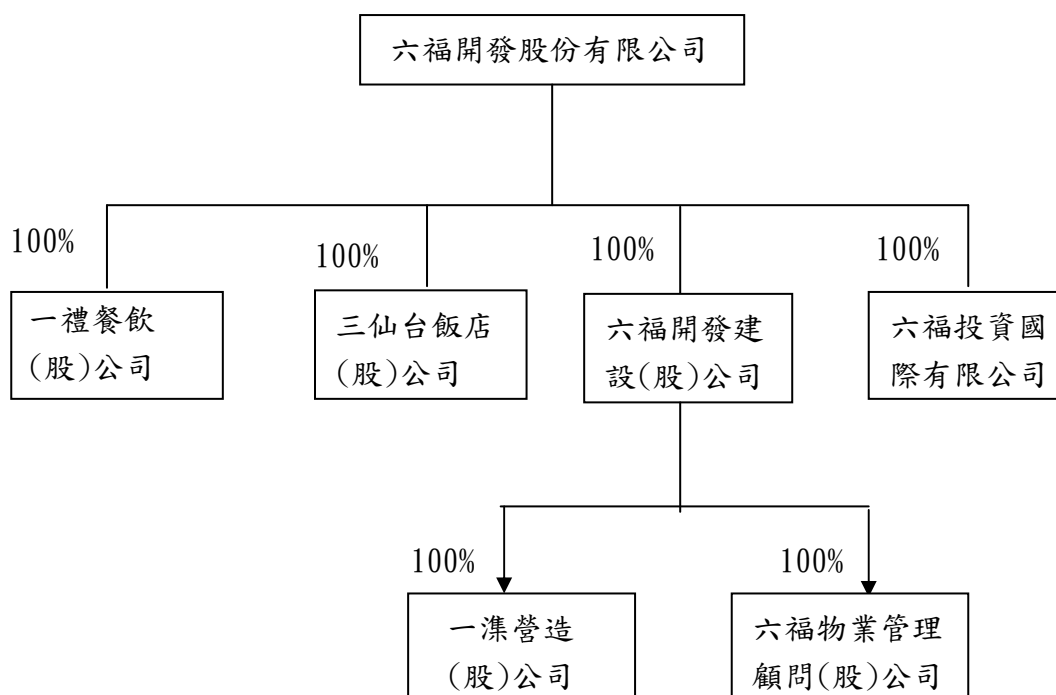 六福開發股份有限公司
100%
100%
100%
100%
一禮餐飲
(股)公司
三仙台飯店
(股)公司
六福開發建
設(股)公司
六福投資國
際有限公司
100%
100%
一準營造
(股)公司
六福物業管理
顧問(股)公司